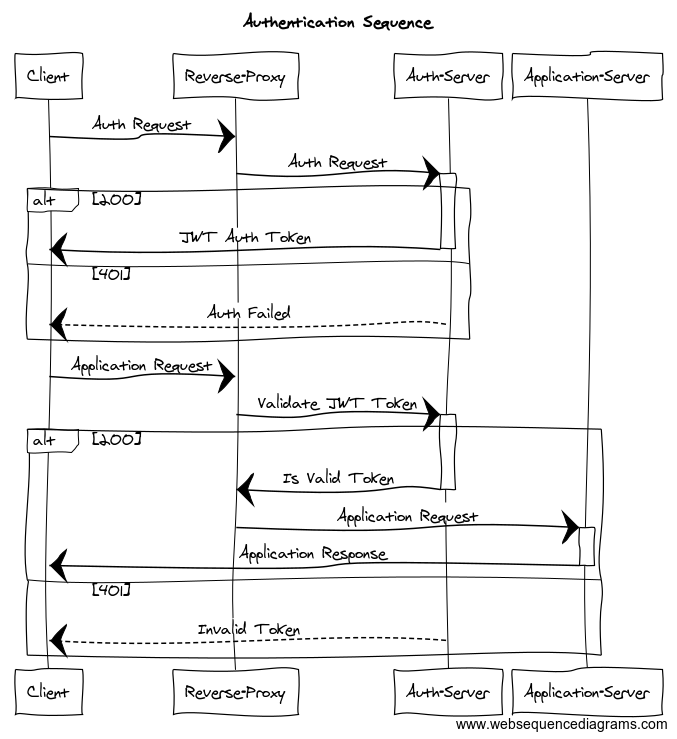 Authentication Sequence
Client
Reverse-Proxy
Auth-Server
Application-Server
Auth Request
Auth Request
alt
[200]
JWT Auth Token
[401]
Auth Failed
Application Request
Validate JWT Token
alt
[200]
Is Valid Token
Application Request
Application Response
[401]
Invalid Token
Client
Reverse-Proxy
Auth-Server
Application-Server
www.websequencediagrams.com